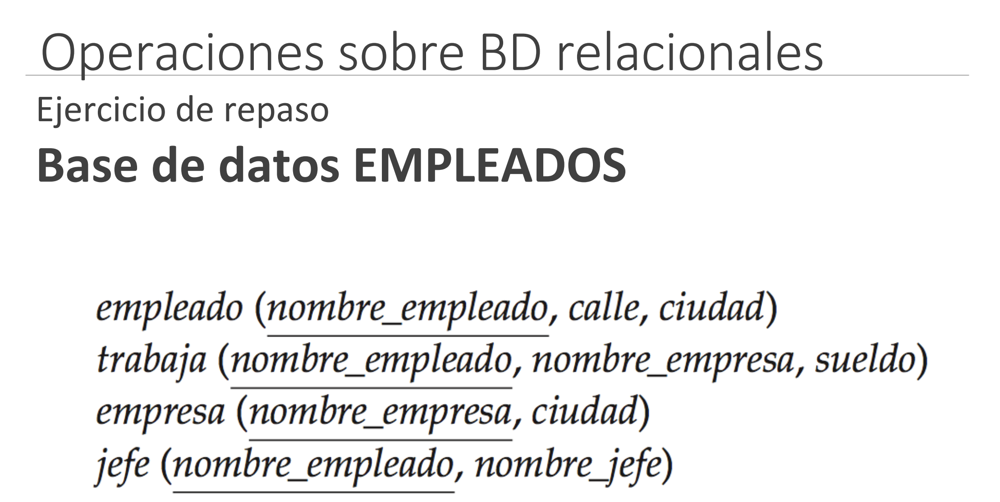 Operaciones sobre BD relacionales
Ejercicio de repaso
Base de datos EMPLEADOS
empleado (nombre_empleado, calle, ciudad)
trabaja (nombre_empleado, nombre_empresa, sueldo)
empresa (nombre_empresa, ciudad)
jefe (nombre_empleado, nombre_jefe)